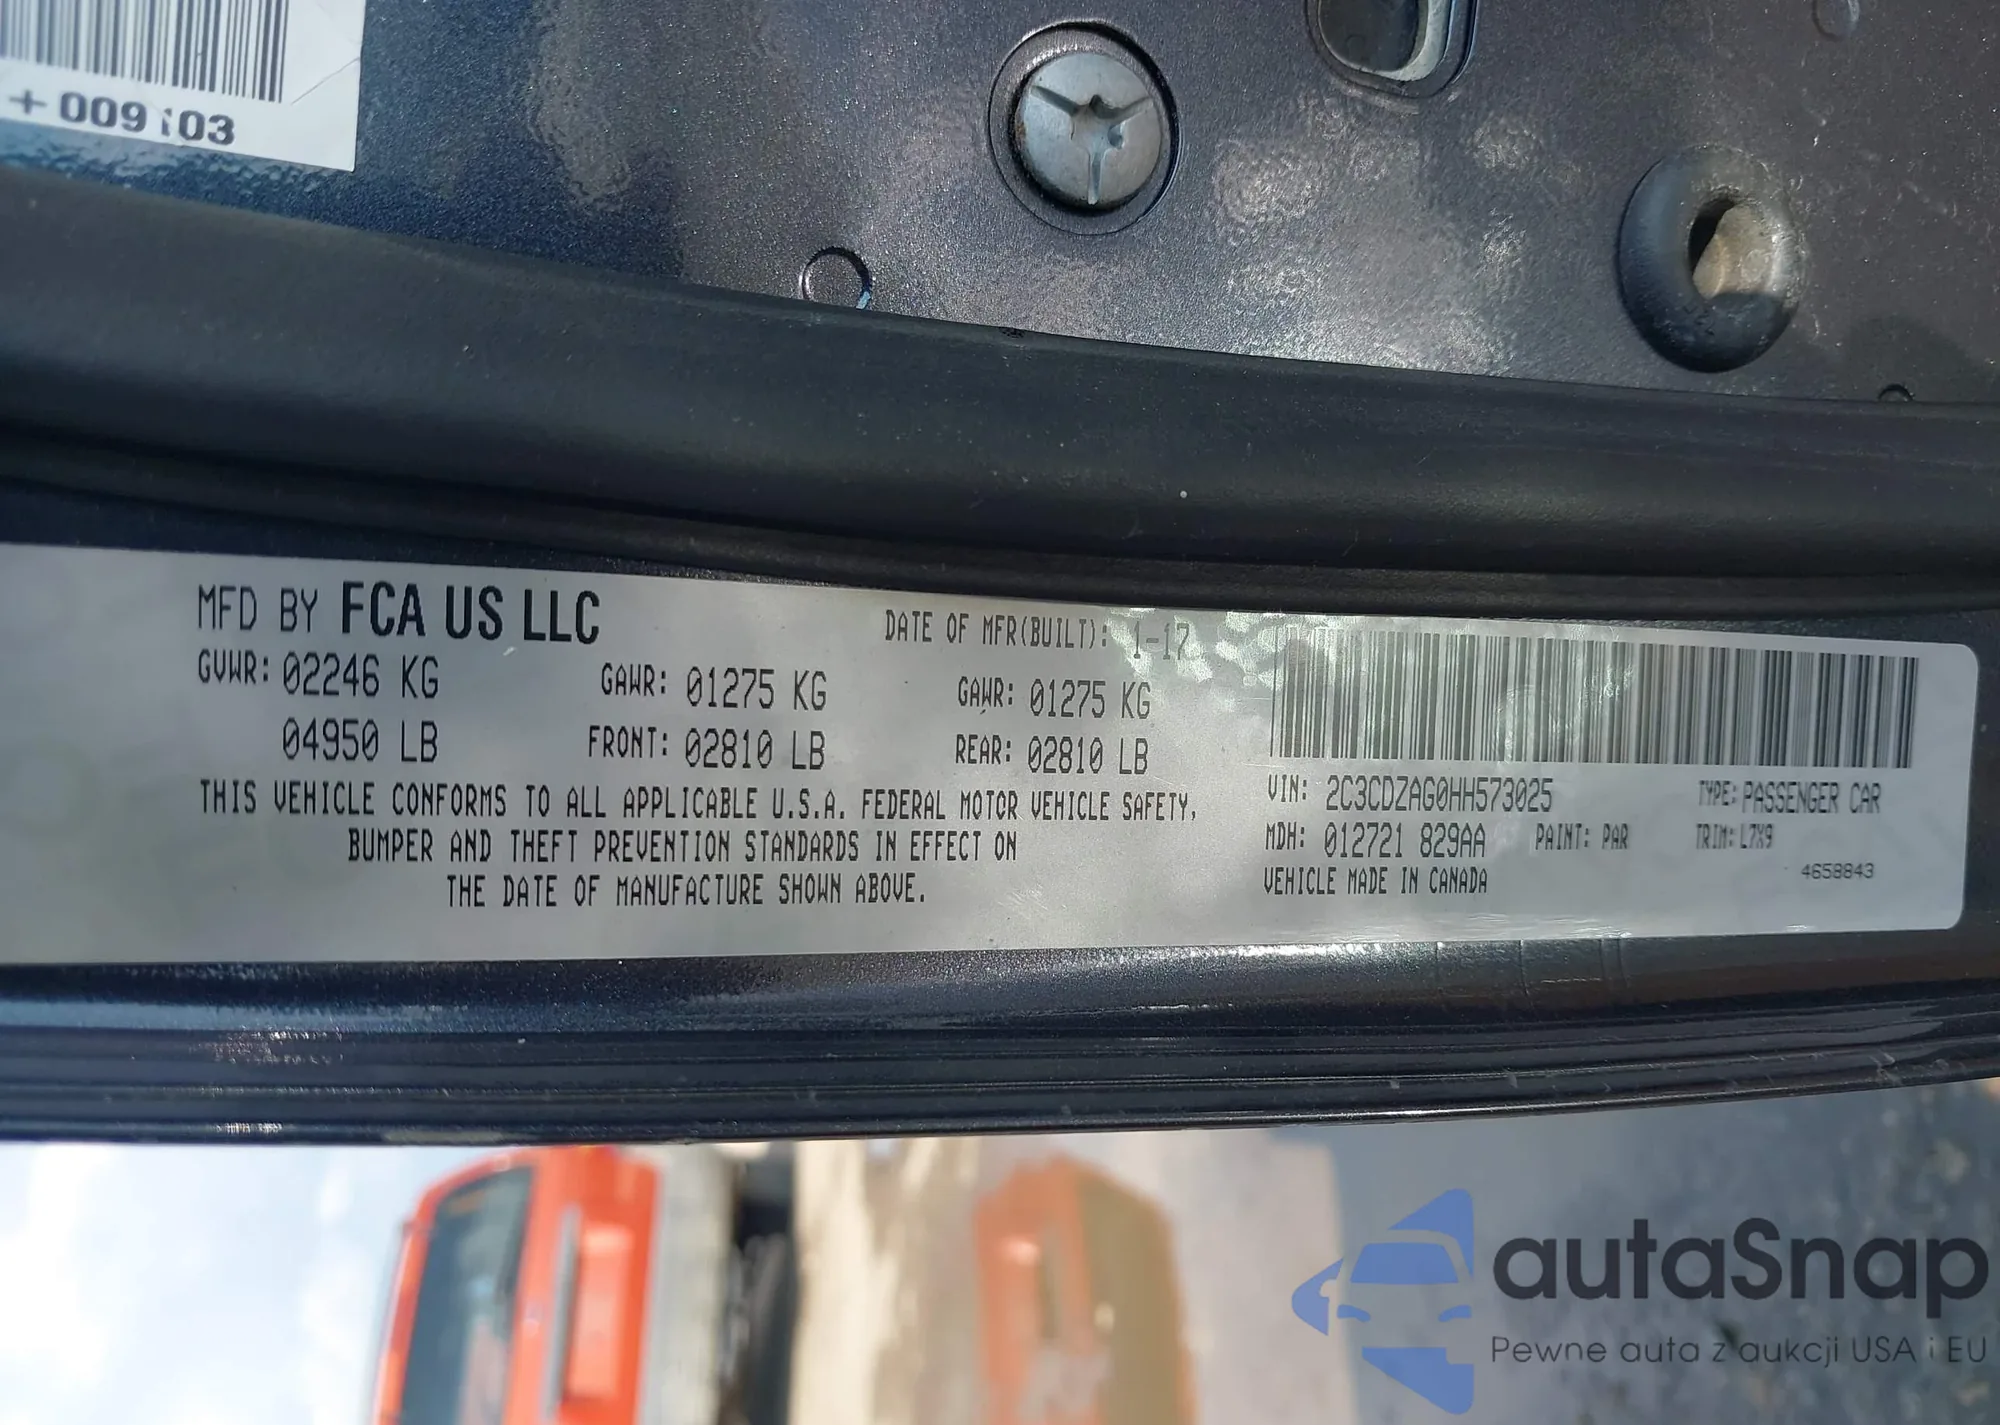 +009103
MFD BY FCA US LLC DATE OF MFR(BUILT): 1-17
GVWR: 02246 KG GAWR: 01275 KG GAWR: 01275 KG
04950 LB FRONT: 02810 LB REAR: 02810 LB
THIS VEHICLE CONFORMS TO ALL APPLICABLE U.S.A. FEDERAL MOTOR VEHICLE SAFETY,
BUMPER AND THEFT PREVENTION STANDARDS IN EFFECT ON
THE DATE OF MANUFACTURE SHOWN ABOVE.
VIN: 2C3CDZAG0HH573025 TYPE: PASSENGER CAR
MDH: 012721 829AA PAINT: PAR TRIM: L7X9
VEHICLE MADE IN CANADA 4658843
autaSnap
Pewne auta z aukcji USA i EU